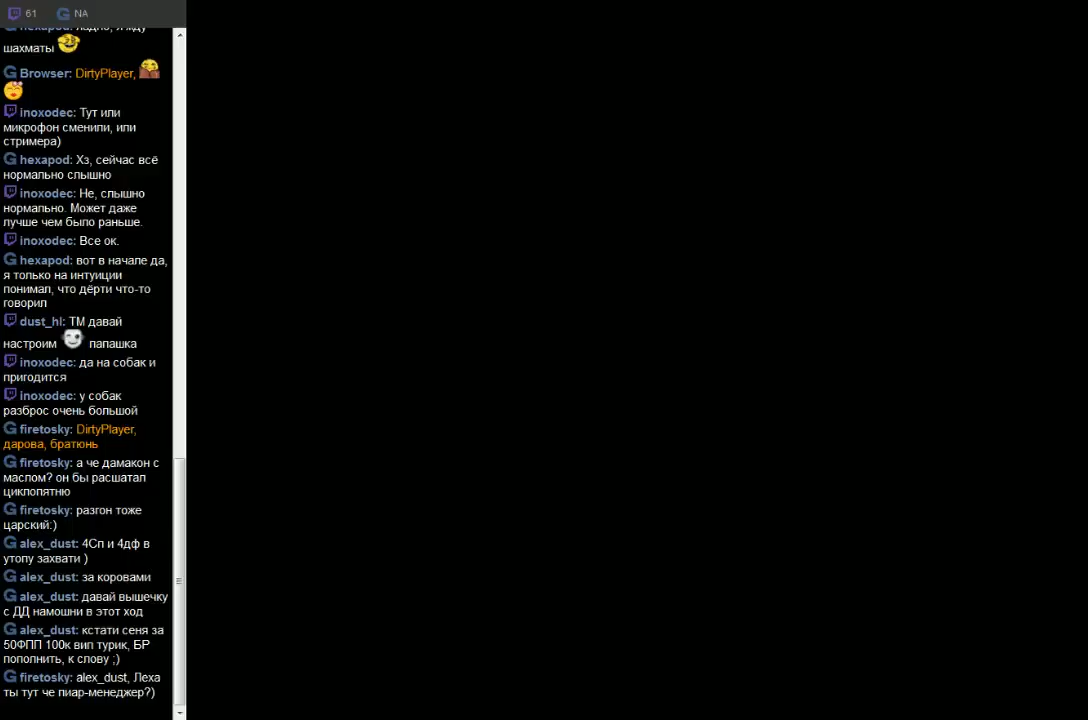 61 NA
hexapod: ладно, я жду
шахматы
Browser: DirtyPlayer,
inoxodec: Тут или
микрофон сменили, или
стримера)
hexapod: Хз, сейчас всё
нормально слышно
inoxodec: Не, слышно
нормально. Может даже
лучше чем было раньше.
inoxodec: Все ок.
hexapod: вот в начале да,
я только на интуиции
понимал, что дёрти что-то
говорил
dust_hl: ТМ давай
настроим папашка
inoxodec: да на собак и
пригодится
inoxodec: у собак
разброс очень большой
firetosky: DirtyPlayer,
дарова, братюнь
firetosky: а че дамакон с
маслом? он бы расшатал
циклопятню
firetosky: разгон тоже
царский:)
alex_dust: 4Сп и 4дф в
утопу захвати )
alex_dust: за коровами
alex_dust: давай вышечку
с ДД намошни в этот ход
alex_dust: кстати сеня за
50ФПП 100к вип турик, БР
пополнить, к слову ;)
firetosky: alex_dust, Леха
ты тут че пиар-менеджер?)